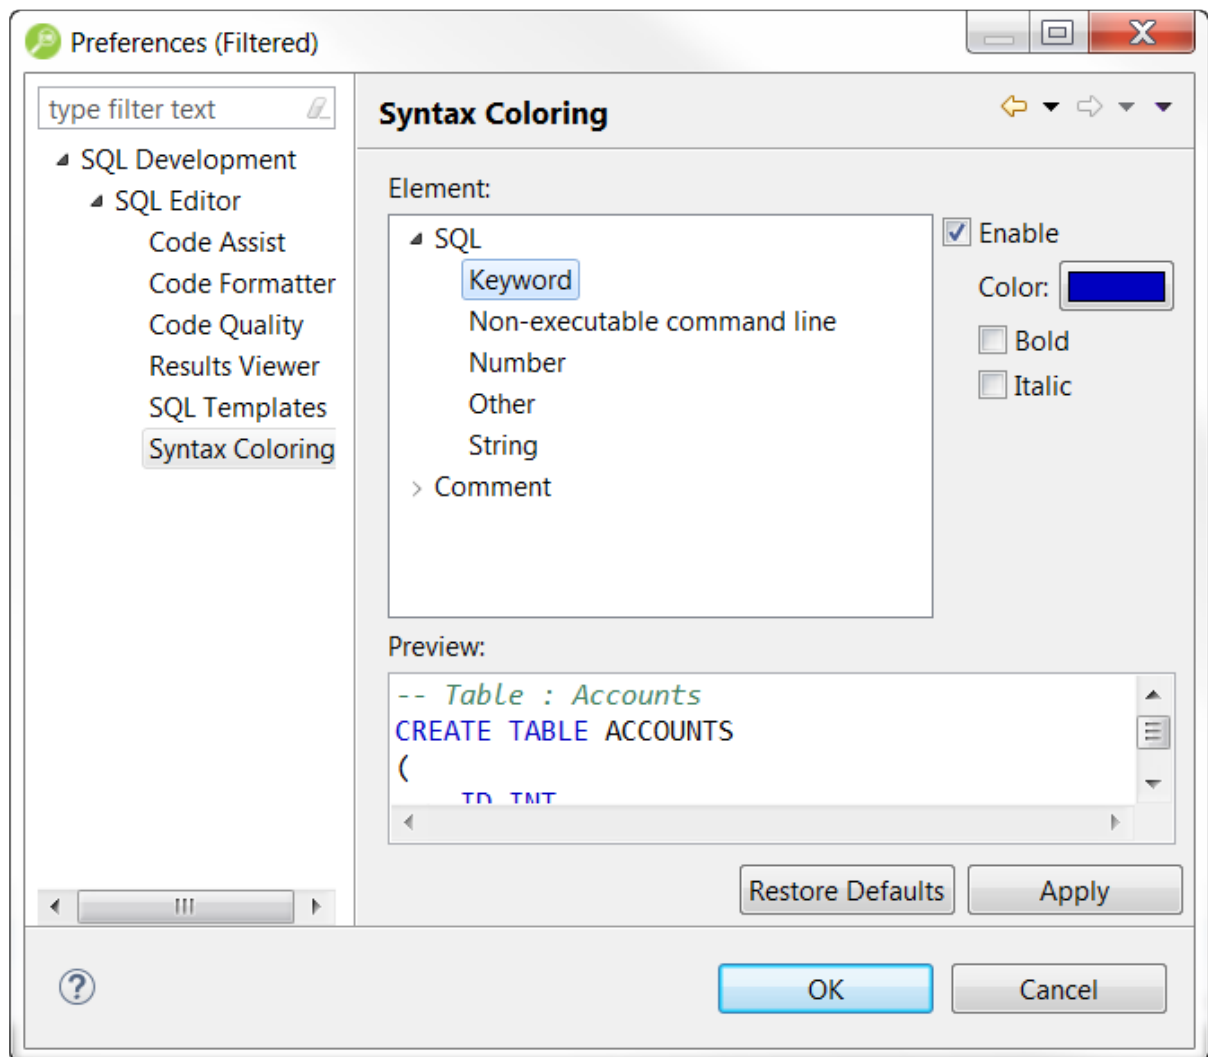 Preferences (Filtered)
type filter text
SQL Development
SQL Editor
Code Assist
Code Formatter
Code Quality
Results Viewer
SQL Templates
Syntax Coloring
Syntax Coloring
Element:
SQL
Keyword
Non-executable command line
Number
Other
String
Comment
Enable
Color:
Bold
Italic
Preview:
-- Table : Accounts
CREATE TABLE ACCOUNTS
(
ID INT
Restore Defaults
Apply
OK
Cancel